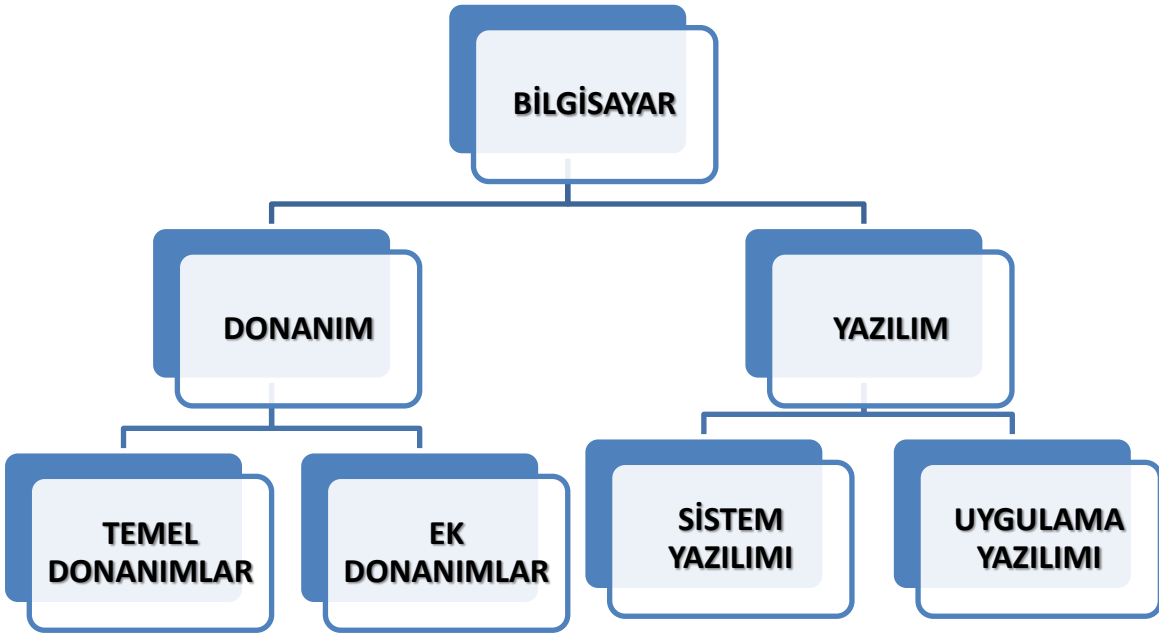 BİLGİSAYAR
DONANIM
YAZILIM
TEMEL
DONANIMLAR
EK
DONANIMLAR
SİSTEM
YAZILIMI
UYGULAMA
YAZILIMI